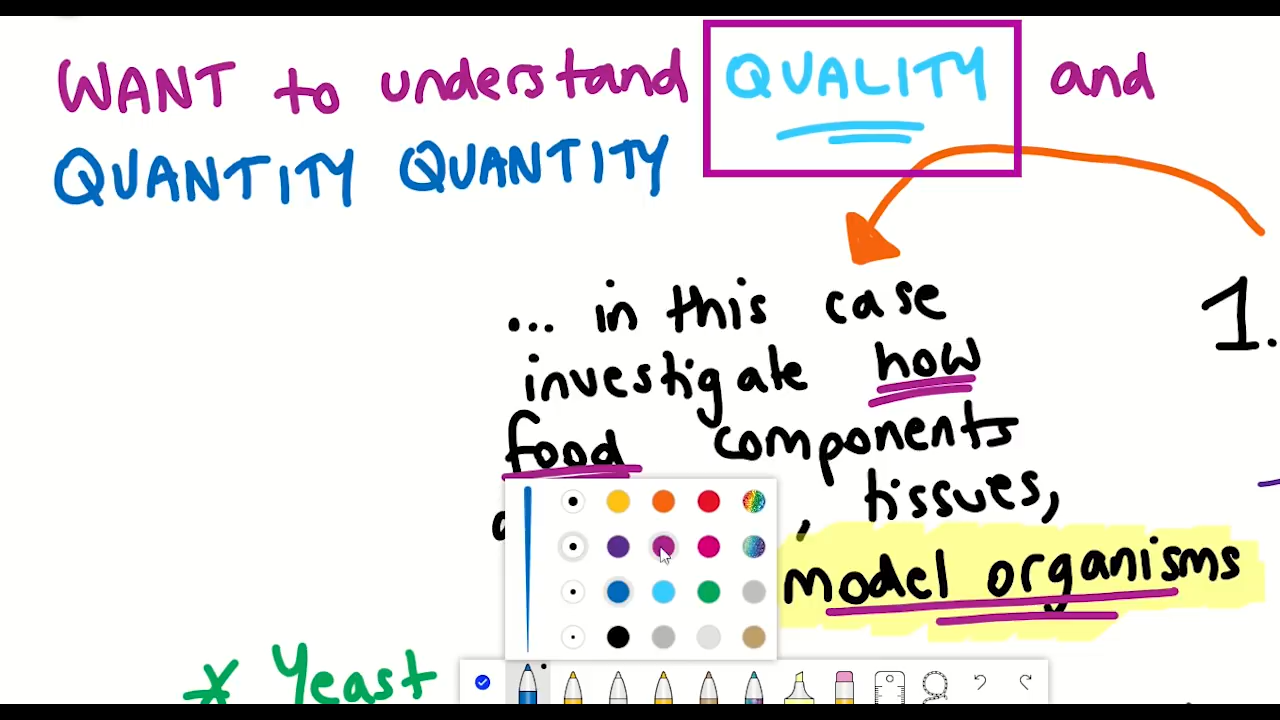 WANT to understand QUALITY and
QUANTITY QUANTITY
... in this case
investigate how
food components
, tissues,
model organisms
* Yeast
1.